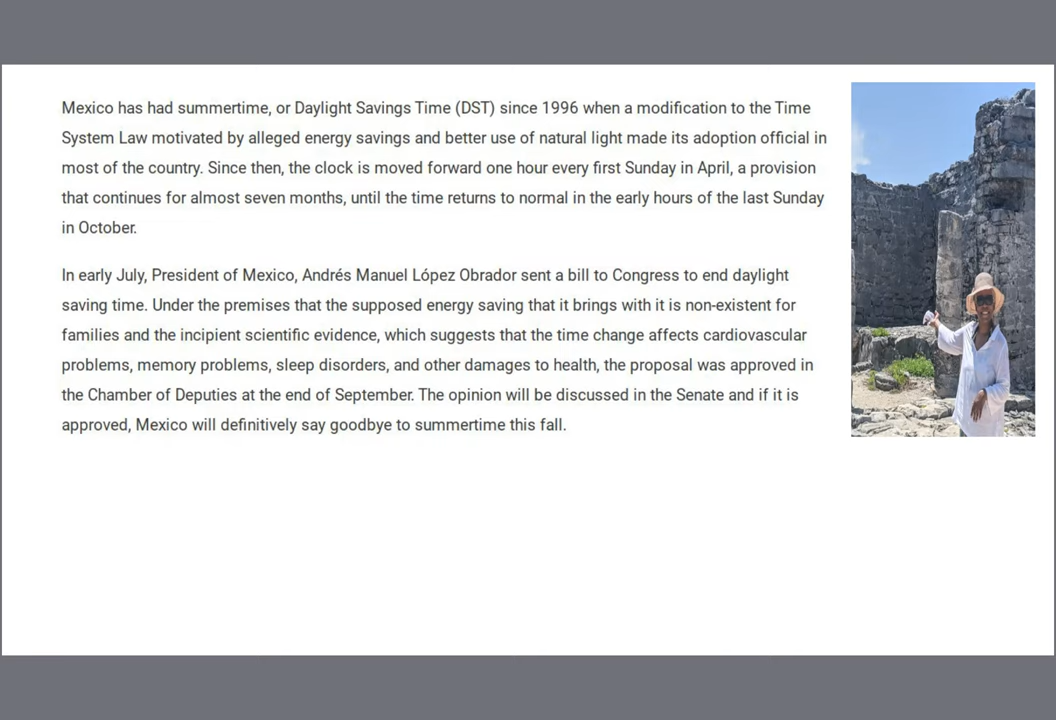 Mexico has had summertime, or Daylight Savings Time (DST) since 1996 when a modification to the Time
System Law motivated by alleged energy savings and better use of natural light made its adoption official in
most of the country. Since then, the clock is moved forward one hour every first Sunday in April, a provision
that continues for almost seven months, until the time returns to normal in the early hours of the last Sunday
in October.
In early July, President of Mexico, Andrés Manuel López Obrador sent a bill to Congress to end daylight
saving time. Under the premises that the supposed energy saving that it brings with it is non-existent for
families and the incipient scientific evidence, which suggests that the time change affects cardiovascular
problems, memory problems, sleep disorders, and other damages to health, the proposal was approved in
the Chamber of Deputies at the end of September. The opinion will be discussed in the Senate and if it is
approved, Mexico will definitively say goodbye to summertime this fall.